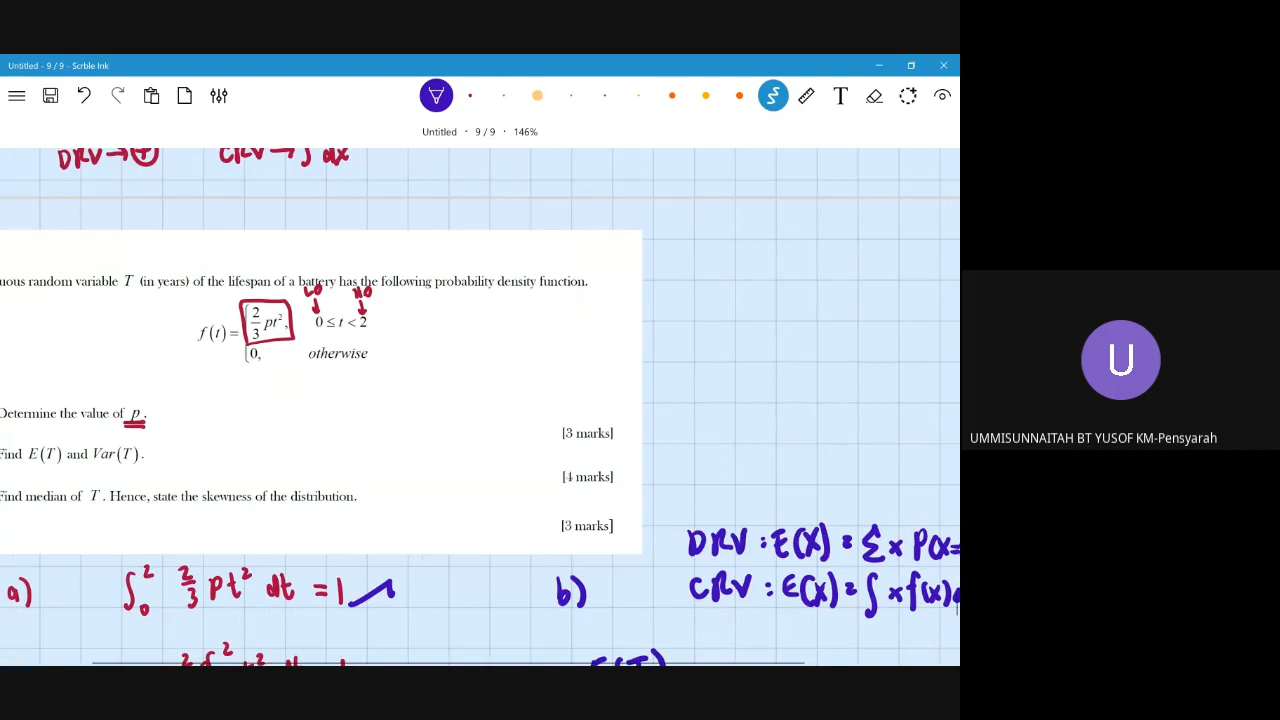 Untitled - 9 / 9 - Scrble Ink
Untitled • 9 / 9 • 146%
DRV → + CRV → ∫ dx
uous random variable T (in years) of the lifespan of a battery has the following probability density function.
f(t) = { 2/3 pt², 0 ≤ t < 2
0, otherwise
Determine the value of p.
[3 marks]
Find E(T) and Var(T).
[4 marks]
Find median of T. Hence, state the skewness of the distribution.
[3 marks]
DRV : E(X) = Σ x P(x=
CRV : E(X) = ∫ x f(x)
a) ∫₀² 2/3 pt² dt = 1
b)
E(T)
U
UMMISUNNAITAH BT YUSOF KM-Pensyarah